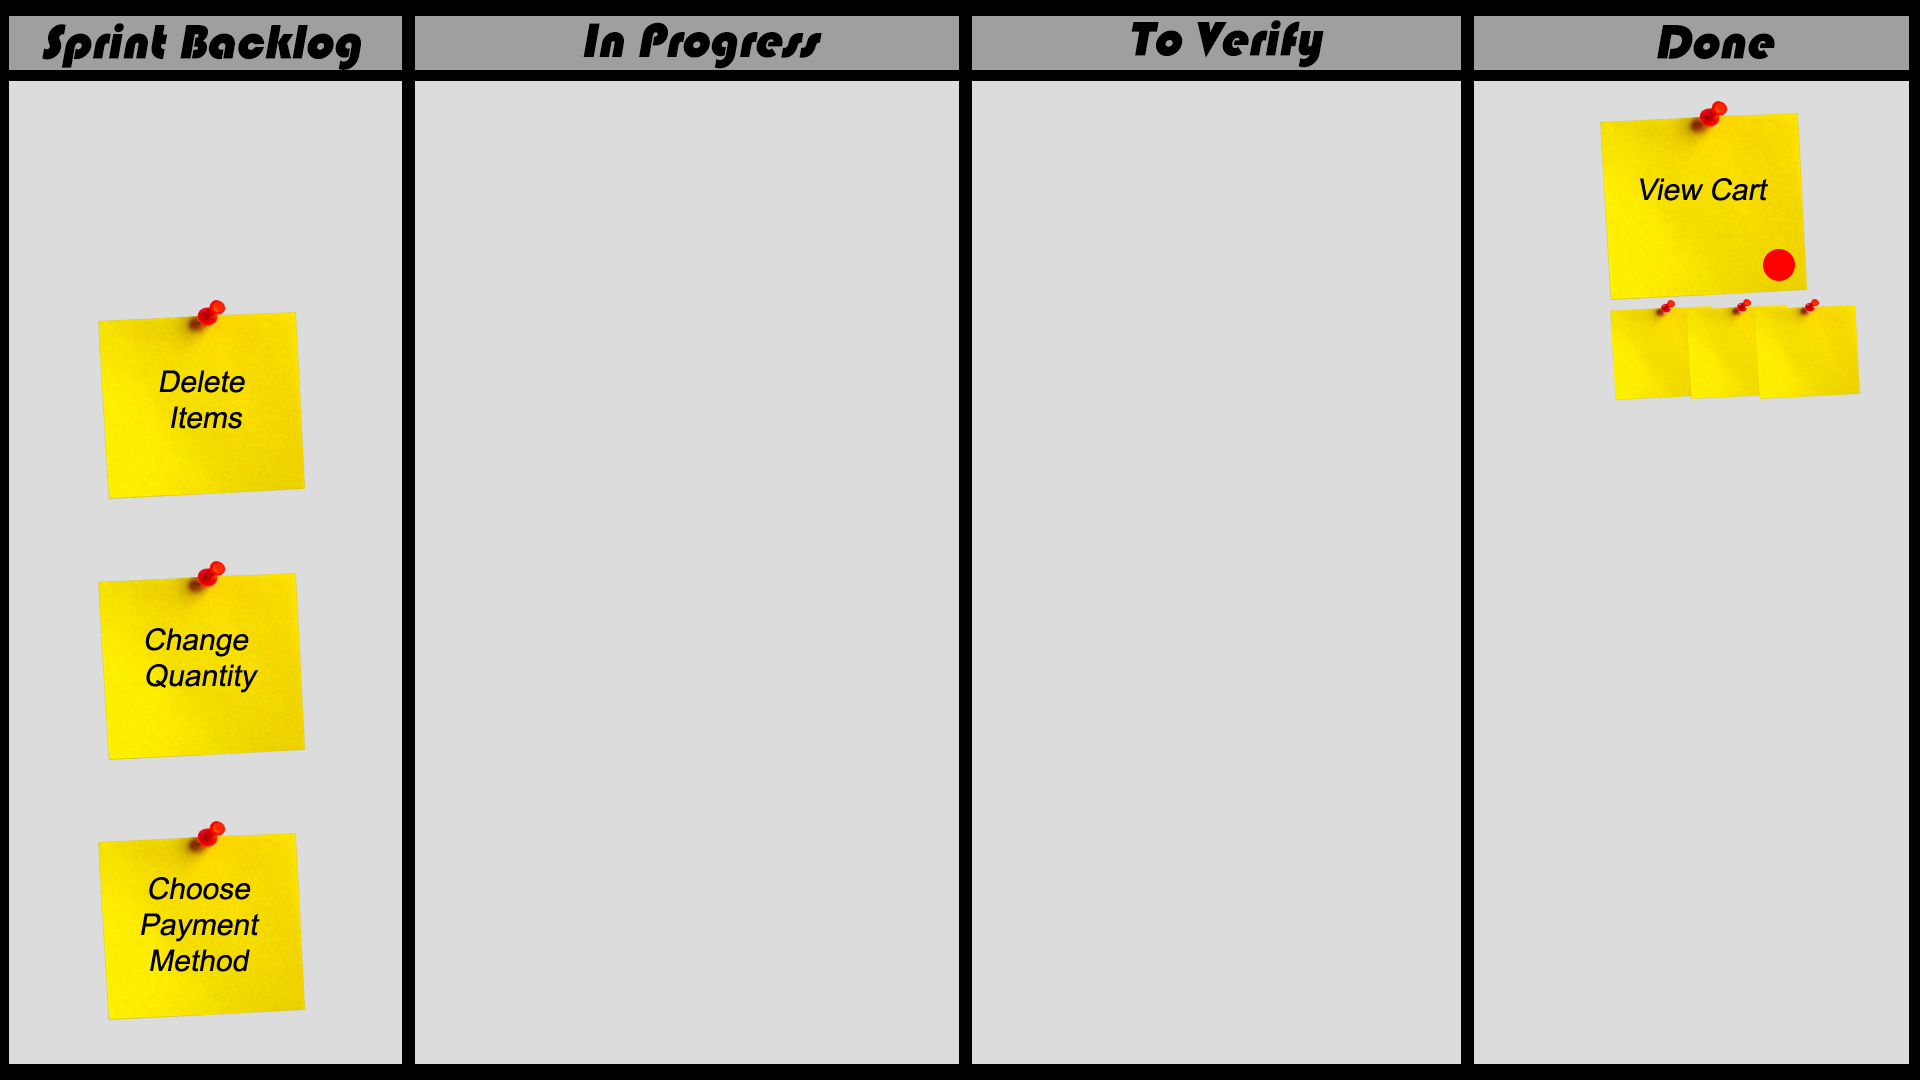 Sprint Backlog
In Progress
To Verify
Done
View Cart
Delete
Items
Change
Quantity
Choose
Payment
Method